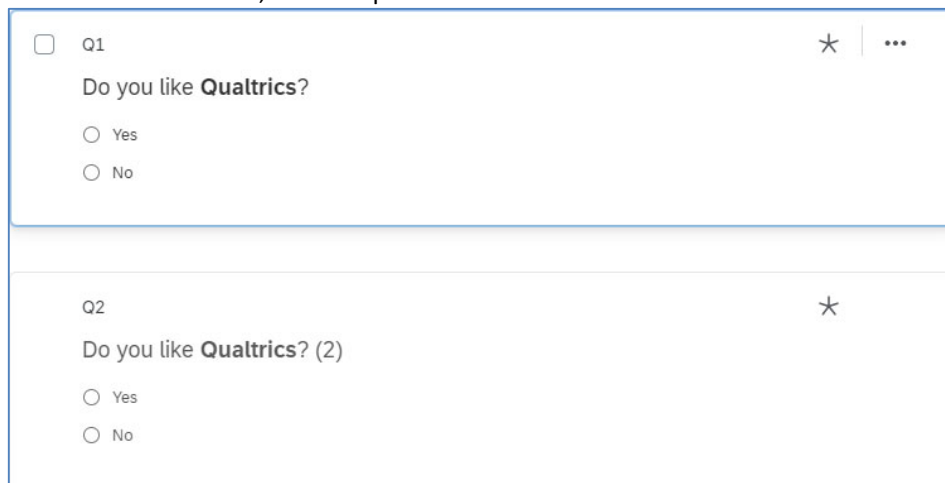 Q1
Do you like Qualtrics?
Yes
No
Q2
Do you like Qualtrics? (2)
Yes
No